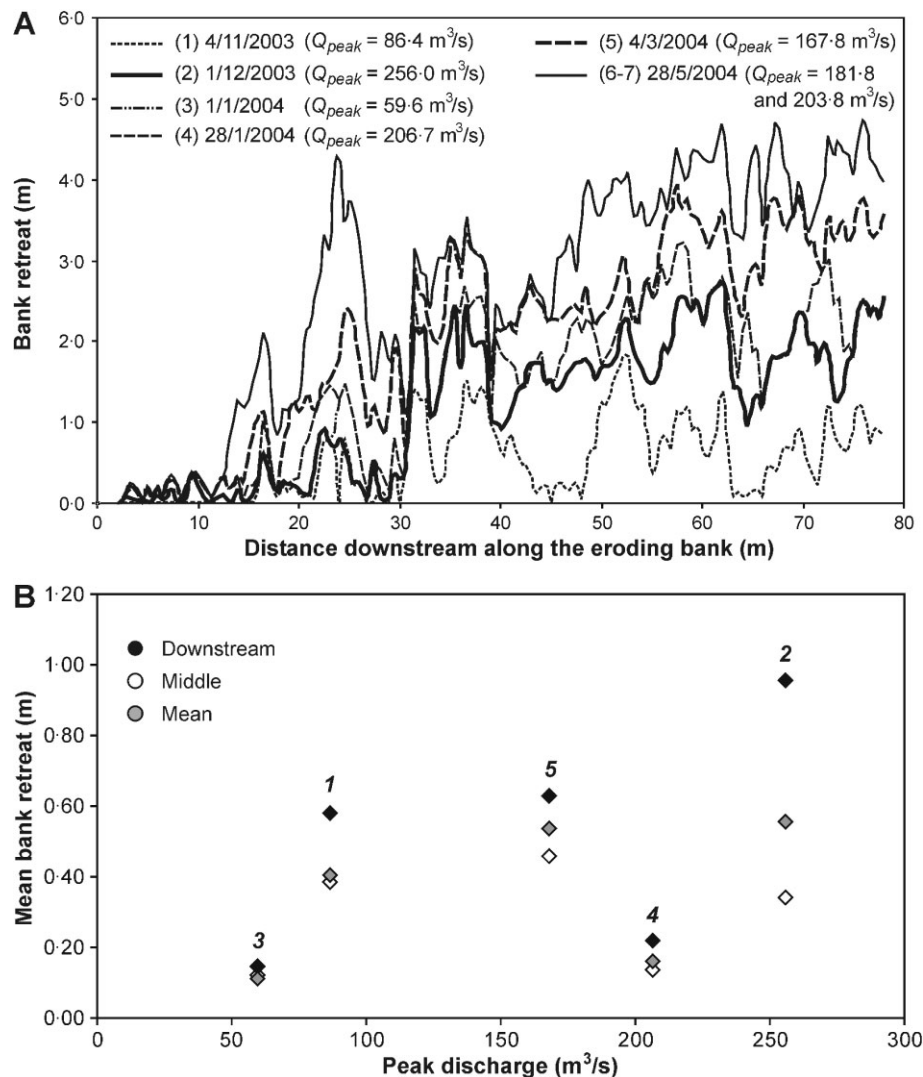 A
6·0
5·0
4·0
3·0
2·0
1·0
0·0
Bank retreat (m)
(1) 4/11/2003 (Qpeak = 86·4 m³/s)
(2) 1/12/2003 (Qpeak = 256·0 m³/s)
(3) 1/1/2004 (Qpeak = 59·6 m³/s)
(4) 28/1/2004 (Qpeak = 206·7 m³/s)
(5) 4/3/2004 (Qpeak = 167·8 m³/s)
(6-7) 28/5/2004 (Qpeak = 181·8
and 203·8 m³/s)
0 10 20 30 40 50 60 70 80
Distance downstream along the eroding bank (m)
B
1·20
1·00
0·80
0·60
0·40
0·20
0·00
Mean bank retreat (m)
Downstream
Middle
Mean
3
1
5
4
2
0 50 100 150 200 250 300
Peak discharge (m³/s)